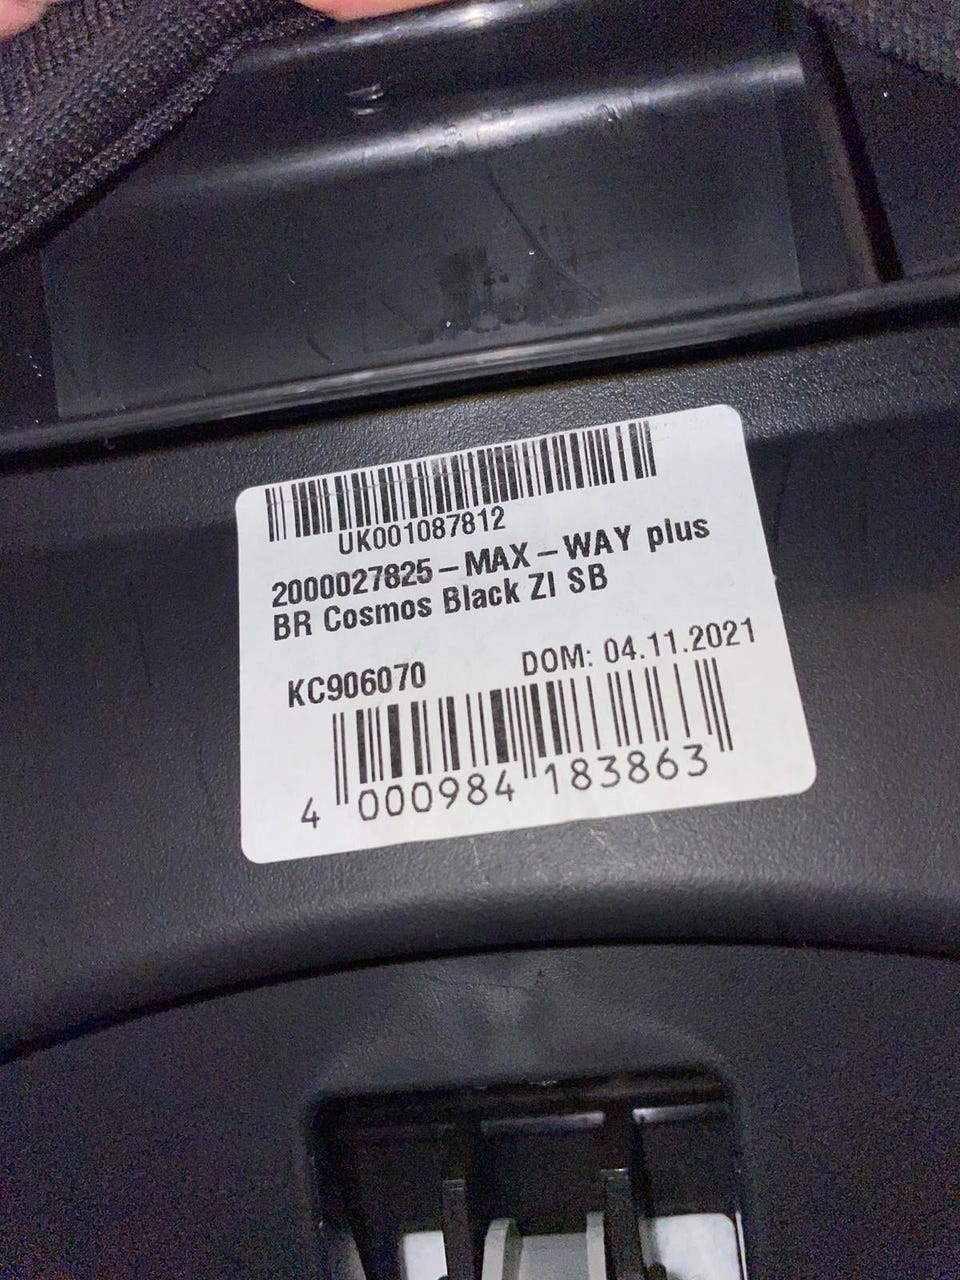 UK001087812
2000027825-MAX-WAY plus
BR Cosmos Black ZI SB
KC906070 DOM: 04.11.2021
4 000984 183863